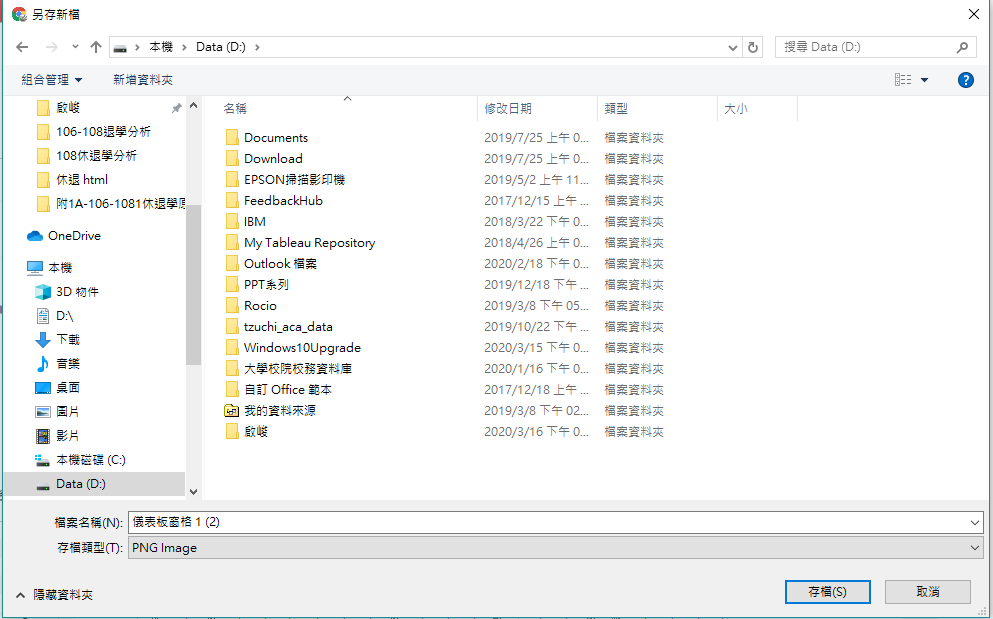 另存新檔
本機 Data (D:)
搜尋 Data (D:)
組合管理 新增資料夾
啟峻
106-108退學分析
108休退學分析
休退 html
附1A-106-1081休退學原
OneDrive
本機
3D 物件
D:\
下載
音樂
桌面
圖片
影片
本機磁碟 (C:)
Data (D:)
名稱 修改日期 類型 大小
Documents 2019/7/25 上午 0... 檔案資料夾
Download 2019/7/25 上午 0... 檔案資料夾
EPSON掃描影印機 2019/5/2 上午 11... 檔案資料夾
FeedbackHub 2017/12/15 上午 ... 檔案資料夾
IBM 2018/3/22 下午 0... 檔案資料夾
My Tableau Repository 2018/4/26 上午 0... 檔案資料夾
Outlook 檔案 2020/2/18 下午 0... 檔案資料夾
PPT系列 2019/12/18 下午 ... 檔案資料夾
Rocio 2019/3/8 下午 05... 檔案資料夾
tzuchi_aca_data 2019/10/22 下午 ... 檔案資料夾
Windows10Upgrade 2020/3/15 下午 0... 檔案資料夾
大學校院校務資料庫 2020/1/16 下午 0... 檔案資料夾
自訂 Office 範本 2017/12/18 上午 ... 檔案資料夾
我的資料來源 2019/3/8 下午 02... 檔案資料夾
啟峻 2020/3/16 下午 0... 檔案資料夾
檔案名稱(N): 儀表板窗格 1 (2)
存檔類型(T): PNG Image
隱藏資料夾
存檔(S) 取消